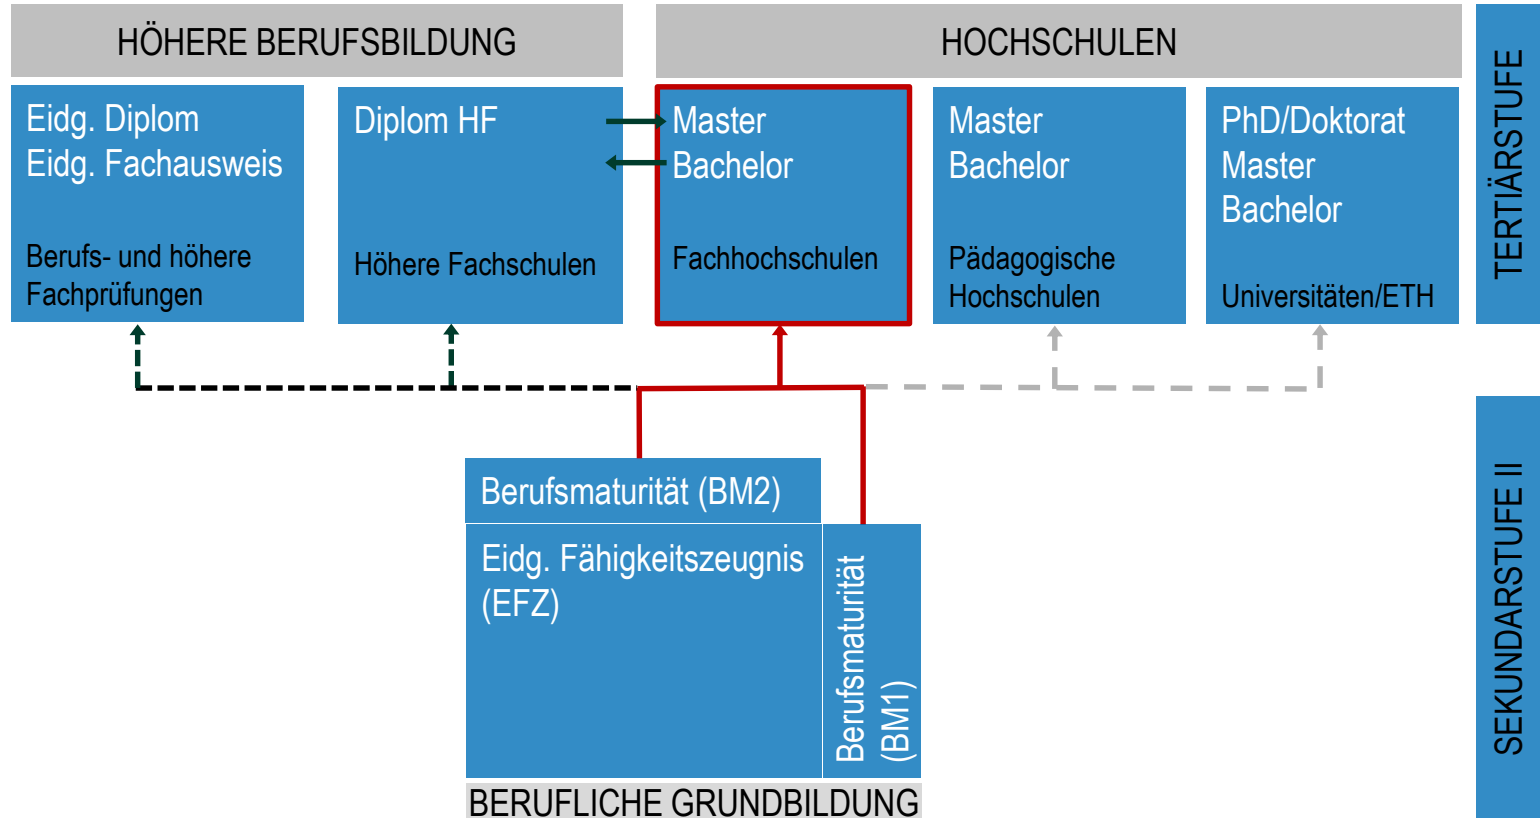 HÖHERE BERUFSBILDUNG
HOCHSCHULEN
TERTIÄRSTUFE
Eidg. Diplom
Eidg. Fachausweis
Berufs- und höhere
Fachprüfungen
Diplom HF
Höhere Fachschulen
Master
Bachelor
Fachhochschulen
Master
Bachelor
Pädagogische
Hochschulen
PhD/Doktorat
Master
Bachelor
Universitäten/ETH
Berufsmaturität (BM2)
Eidg. Fähigkeitszeugnis
(EFZ)
Berufsmaturität
(BM1)
BERUFLICHE GRUNDBILDUNG
SEKUNDARSTUFE II